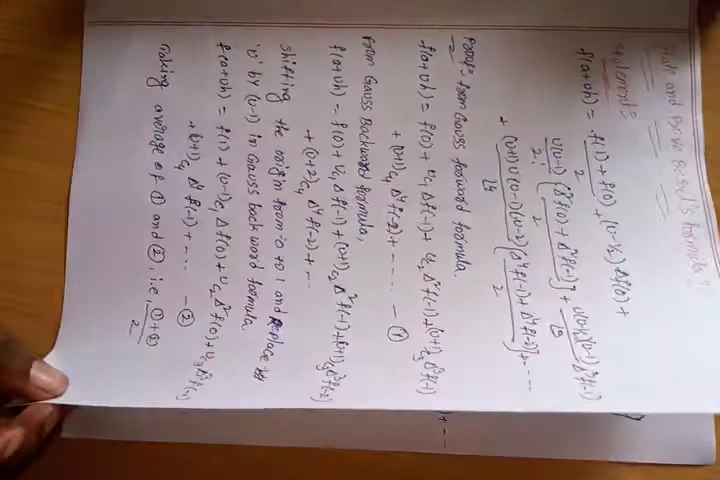 State and Prove Bessel's formula?
Statement:
f(a+uh) = (f(1)+f(0))/2 + (u-1/2) Δf(0) +
u(u-1)/2! [(Δ²f(0)+Δ²f(-1))/2] + u(u-1/2)(u-1)/L3 Δ³f(-1)
+ (u+1)u(u-1)(u-2)/L4 [(Δ⁴f(-1)+Δ⁴f(-2))/2] + ....
Proof:- From Gauss forward formula.
f(a+uh) = f(0) + uc₁ Δf(-1) + uc₂ Δ²f(-1) + (u+1)c₃ Δ³f(-1)
+ (u+1)c₄ Δ⁴f(-2) + .... — ①
From Gauss Backward formula,
f(a+uh) = f(0) + uc₁ Δf(-1) + (u+1)c₂ Δ²f(-1) + (u+1)c₃ Δ³f(-2)
+ (u+2)c₄ Δ⁴f(-2) + ...
shifting the origin from 0 to 1 and Replace
'u' by (u-1) in Gauss back word formula.
f(a+uh) = f(1) + (u-1)c₁ Δf(0) + uc₂ Δ²f(0) + uc₃ Δ³f(-1)
+ (u+1)c₄ Δ⁴f(-1) + ... — ②
Taking average of ① and ②, i.e, (①+②)/2
+ ...